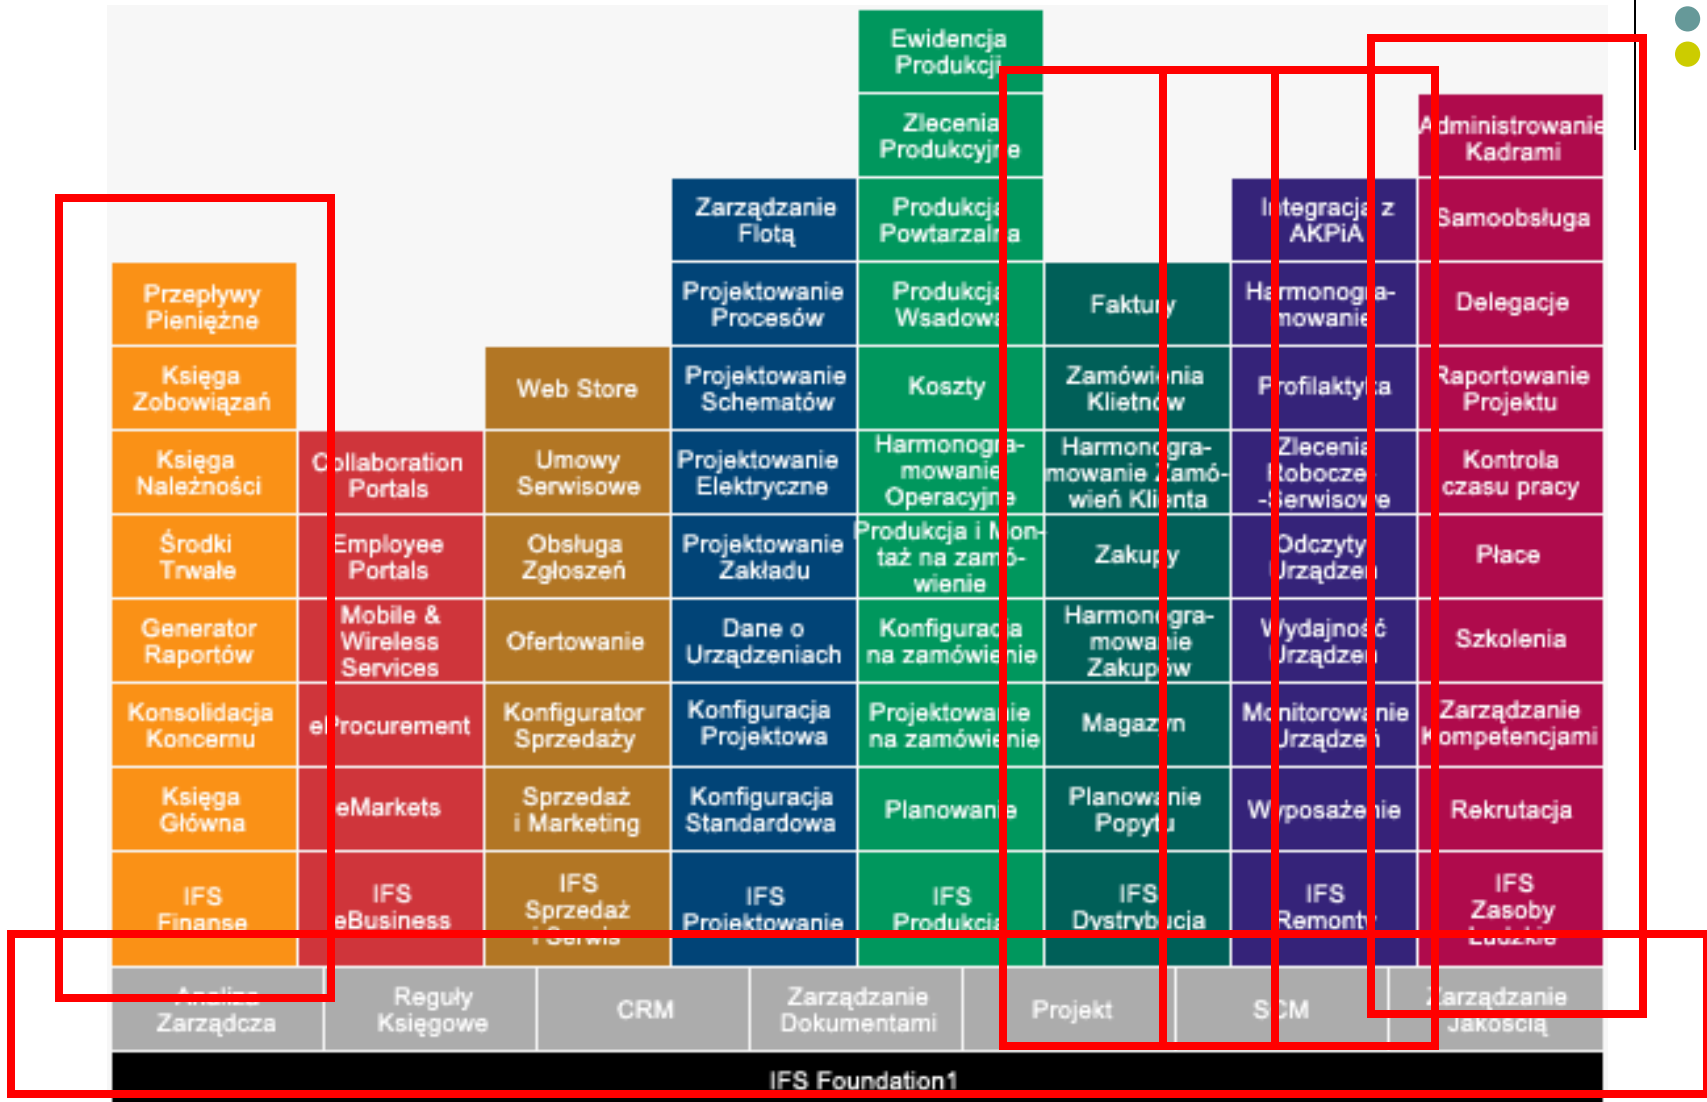 Ewidencja
Produkcji
Zlecenia
Produkcyjne
Administrowanie
Kadrami
Zarządzanie
Flotą
Produkcja
Powtarzalna
Integracja z
AKPiA
Samoobsługa
Przepływy
Pieniężne
Projektowanie
Procesów
Produkcja
Wsadowa
Faktury
Harmonogra-
mowanie
Delegacje
Księga
Zobowiązań
Web Store
Projektowanie
Schematów
Koszty
Zamówienia
Klietnów
Profilaktyka
Raportowanie
Projektu
Księga
Należności
Collaboration
Portals
Umowy
Serwisowe
Projektowanie
Elektryczne
Harmonogra-
mowanie
Operacyjne
Harmonogra-
mowanie Zamó-
wień Klienta
Zlecenia
Robocze-
-Serwisowe
Kontrola
czasu pracy
Środki
Trwałe
Employee
Portals
Obsługa
Zgłoszeń
Projektowanie
Zakładu
Produkcja i Mon-
taż na zamó-
wienie
Zakupy
Odczyty
Urządzeń
Płace
Generator
Raportów
Mobile &
Wireless
Services
Ofertowanie
Dane o
Urządzeniach
Konfiguracja
na zamówienie
Harmonogra-
mowanie
Zakupów
Wydajność
Urządzeń
Szkolenia
Konsolidacja
Koncernu
eProcurement
Konfigurator
Sprzedaży
Konfiguracja
Projektowa
Projektowanie
na zamówienie
Magazyn
Monitorowanie
Urządzeń
Zarządzanie
Kompetencjami
Księga
Główna
eMarkets
Sprzedaż
i Marketing
Konfiguracja
Standardowa
Planowanie
Planowanie
Popytu
Wyposażenie
Rekrutacja
IFS
Finanse
IFS
eBusiness
IFS
Sprzedaż
i Serwis
IFS
Projektowanie
IFS
Produkcja
IFS
Dystrybucja
IFS
Remonty
IFS
Zasoby
Ludzkie
Analiza
Zarządcza
Reguły
Księgowe
CRM
Zarządzanie
Dokumentami
Projekt
SCM
Zarządzanie
Jakością
IFS Foundation1